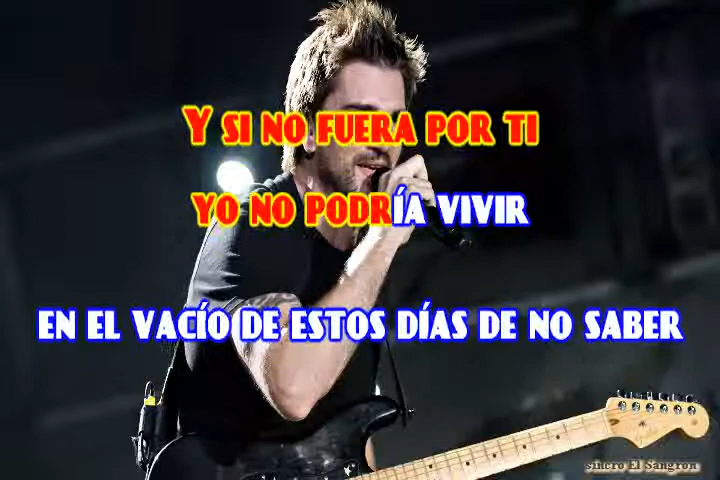 Y SI NO FUERA POR TI
YO NO PODRÍA VIVIR
EN EL VACÍO DE ESTOS DÍAS DE NO SABER
sincro El Sangron